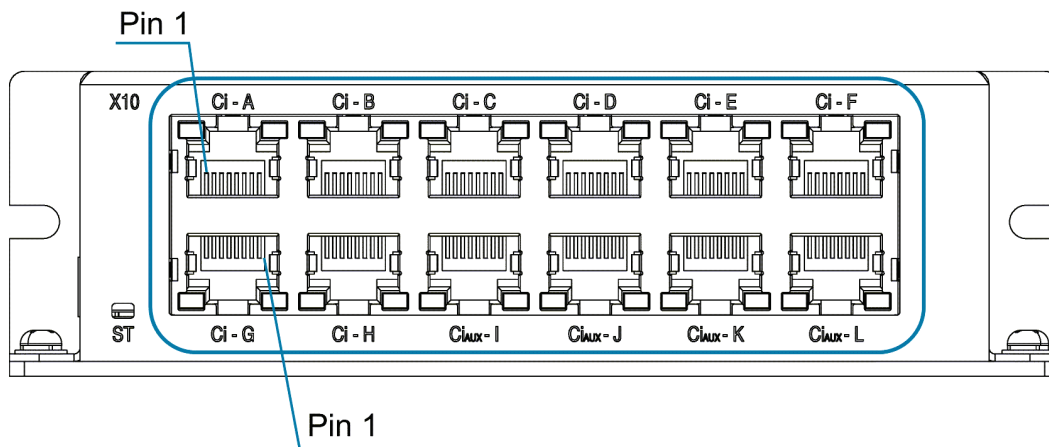 Pin 1
X10 Ci - A Ci - B Ci - C Ci - D Ci - E Ci - F
ST Ci - G Ci - H CiAUX - I CiAUX - J CiAUX - K CiAUX - L
Pin 1